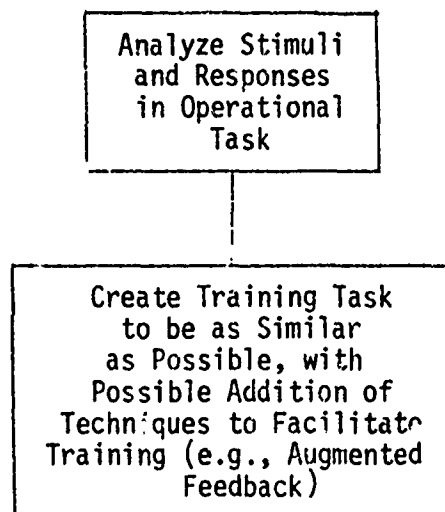 Analyze Stimuli
and Responses
in Operational
Task
Create Training Task
to be as Similar
as Possible, with
Possible Addition of
Techniques to Facilitate
Training (e.g., Augmented
Feedback)